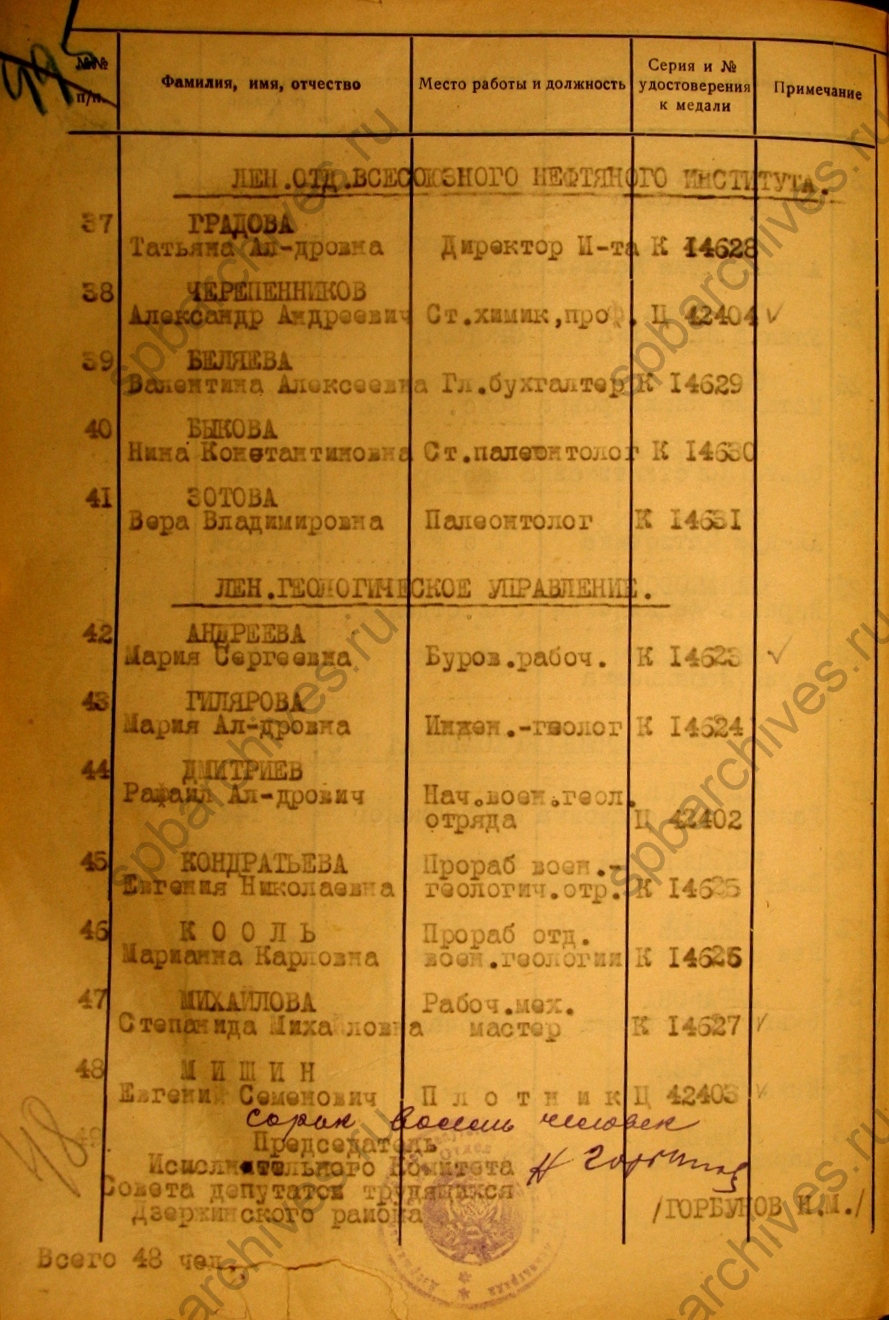 №№ п/п. Фамилия, имя, отчество Место работы и должность Серия и № удостоверения к медали Примечание
ЛЕН.ОТД.ВСЕСОЮЗНОГО НЕФТЯНОГО ИНСТИТУТА.
37 ГРАДОВА
Татьяна Ал-дровна Директор И-та К 14628
38 ЧЕРЕПЕННИКОВ
Александр Андреевич Ст.химик,проф. Ц 42404 ✓
39 БЕЛЯЕВА
Валентина Алексеевна Гл.бухгалтер К 14629
40 БЫКОВА
Нина Константиновна Ст.палеонтолог К 14630
41 ЗОТОВА
Вера Владимировна Палеонтолог К 14631
ЛЕН.ГЕОЛОГИЧЕСКОЕ УПРАВЛЕНИЕ.
42 АНДРЕЕВА
Мария Сергеевна Буров.рабоч. К 14623 ✓
43 ГИЛЯРОВА
Мария Ал-дровна Инжен.-геолог К 14624
44 ДМИТРИЕВ
Рафаил Ал-дрович Нач.воен.геол.
отряда Ц 42402
45 КОНДРАТЬЕВА Прораб воен.-
Евгения Николаевна геологич.отр. К 14625
46 К О О Л Ь Прораб отд.
Марианна Карловна воен.геологии К 14626
47 МИХАЙЛОВА Рабоч.мех.
Степанида Михайловна мастер К 14627 ✓
48 М И Ш И Н
Евгений Семенович П л о т н и к Ц 42403 ✓
сорок восемь человек
Председатель
Исполнительного Комитета
Совета депутатов трудящихся
Дзержинского района /ГОРБУНОВ Н.М./
Всего 48 чел.
48
spbarchives.ru